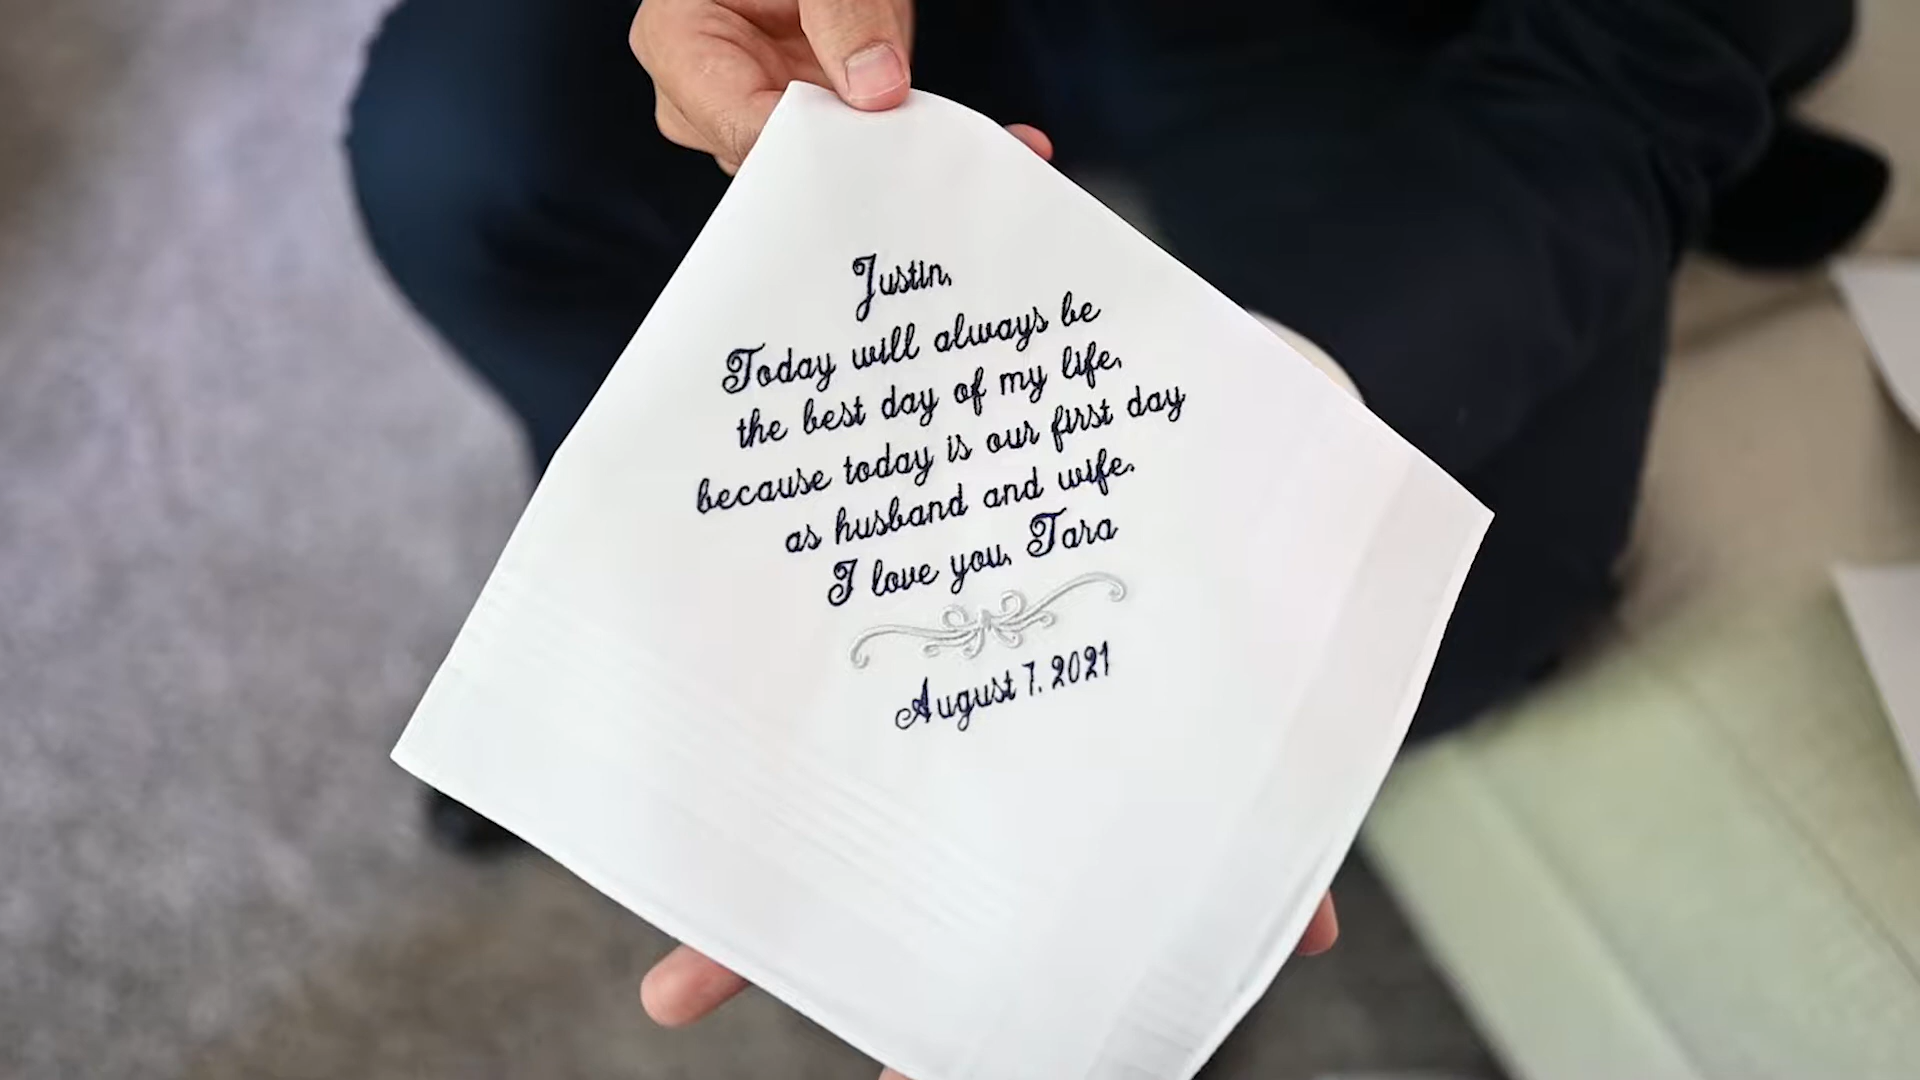 Justin,
Today will always be
the best day of my life,
because today is our first day
as husband and wife.
I love you, Tara
August 7, 2021